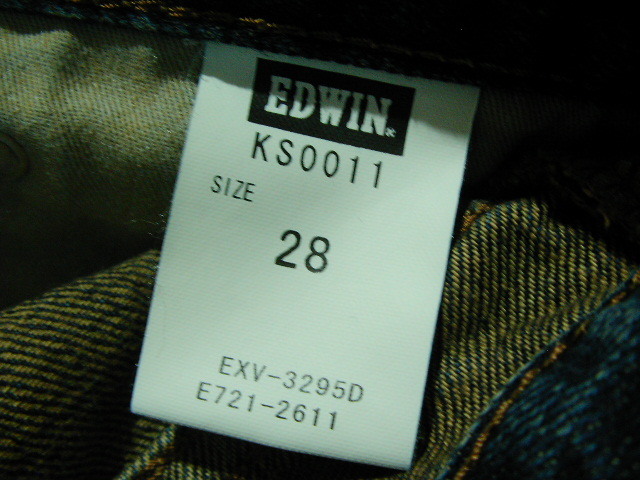 EDWIN
KS0011
SIZE
28
EXV-3295D
E721-2611